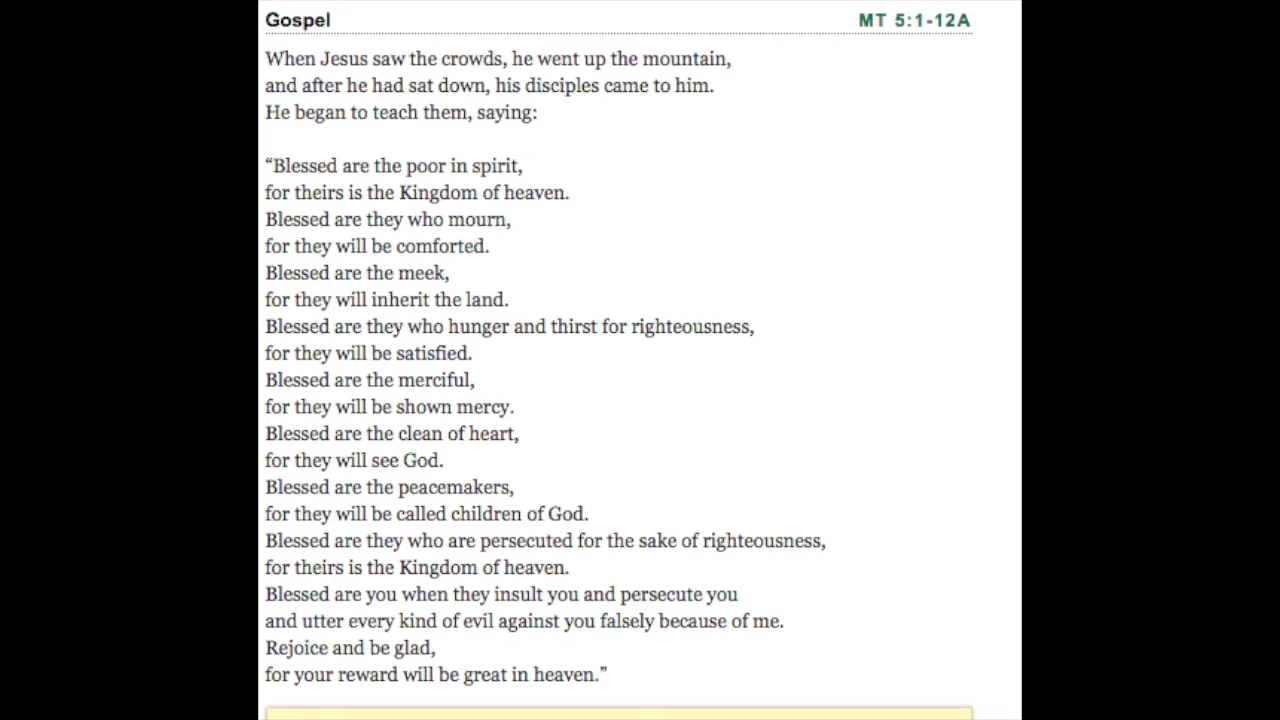 Gospel MT 5:1-12A
When Jesus saw the crowds, he went up the mountain,
and after he had sat down, his disciples came to him.
He began to teach them, saying:
“Blessed are the poor in spirit,
for theirs is the Kingdom of heaven.
Blessed are they who mourn,
for they will be comforted.
Blessed are the meek,
for they will inherit the land.
Blessed are they who hunger and thirst for righteousness,
for they will be satisfied.
Blessed are the merciful,
for they will be shown mercy.
Blessed are the clean of heart,
for they will see God.
Blessed are the peacemakers,
for they will be called children of God.
Blessed are they who are persecuted for the sake of righteousness,
for theirs is the Kingdom of heaven.
Blessed are you when they insult you and persecute you
and utter every kind of evil against you falsely because of me.
Rejoice and be glad,
for your reward will be great in heaven.”